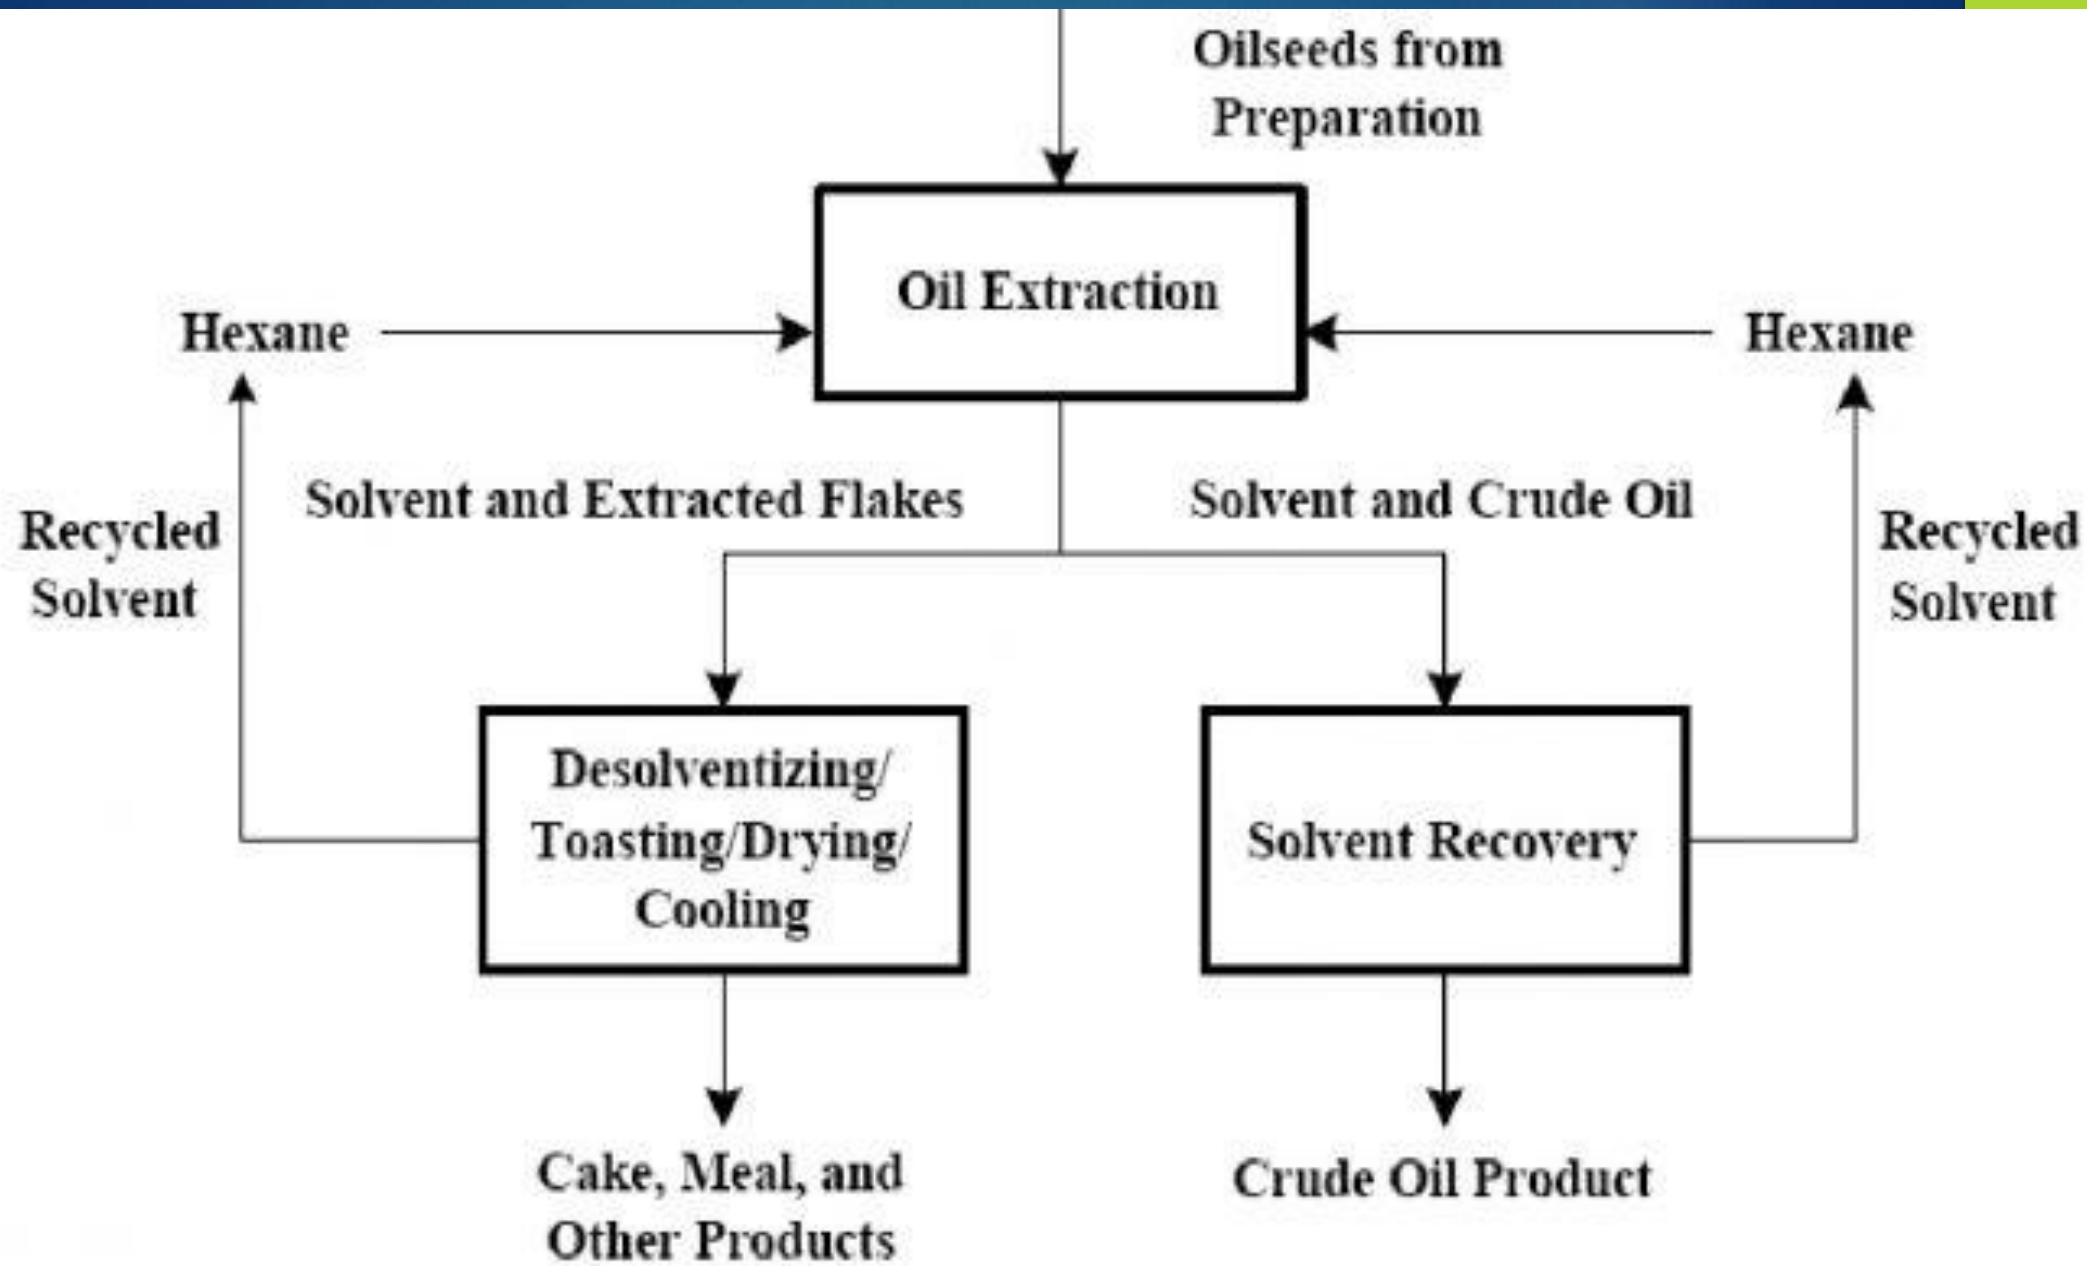 Oilseeds from
Preparation
Oil Extraction
Hexane
Hexane
Solvent and Extracted Flakes
Solvent and Crude Oil
Recycled
Solvent
Recycled
Solvent
Desolventizing/
Toasting/Drying/
Cooling
Solvent Recovery
Cake, Meal, and
Other Products
Crude Oil Product